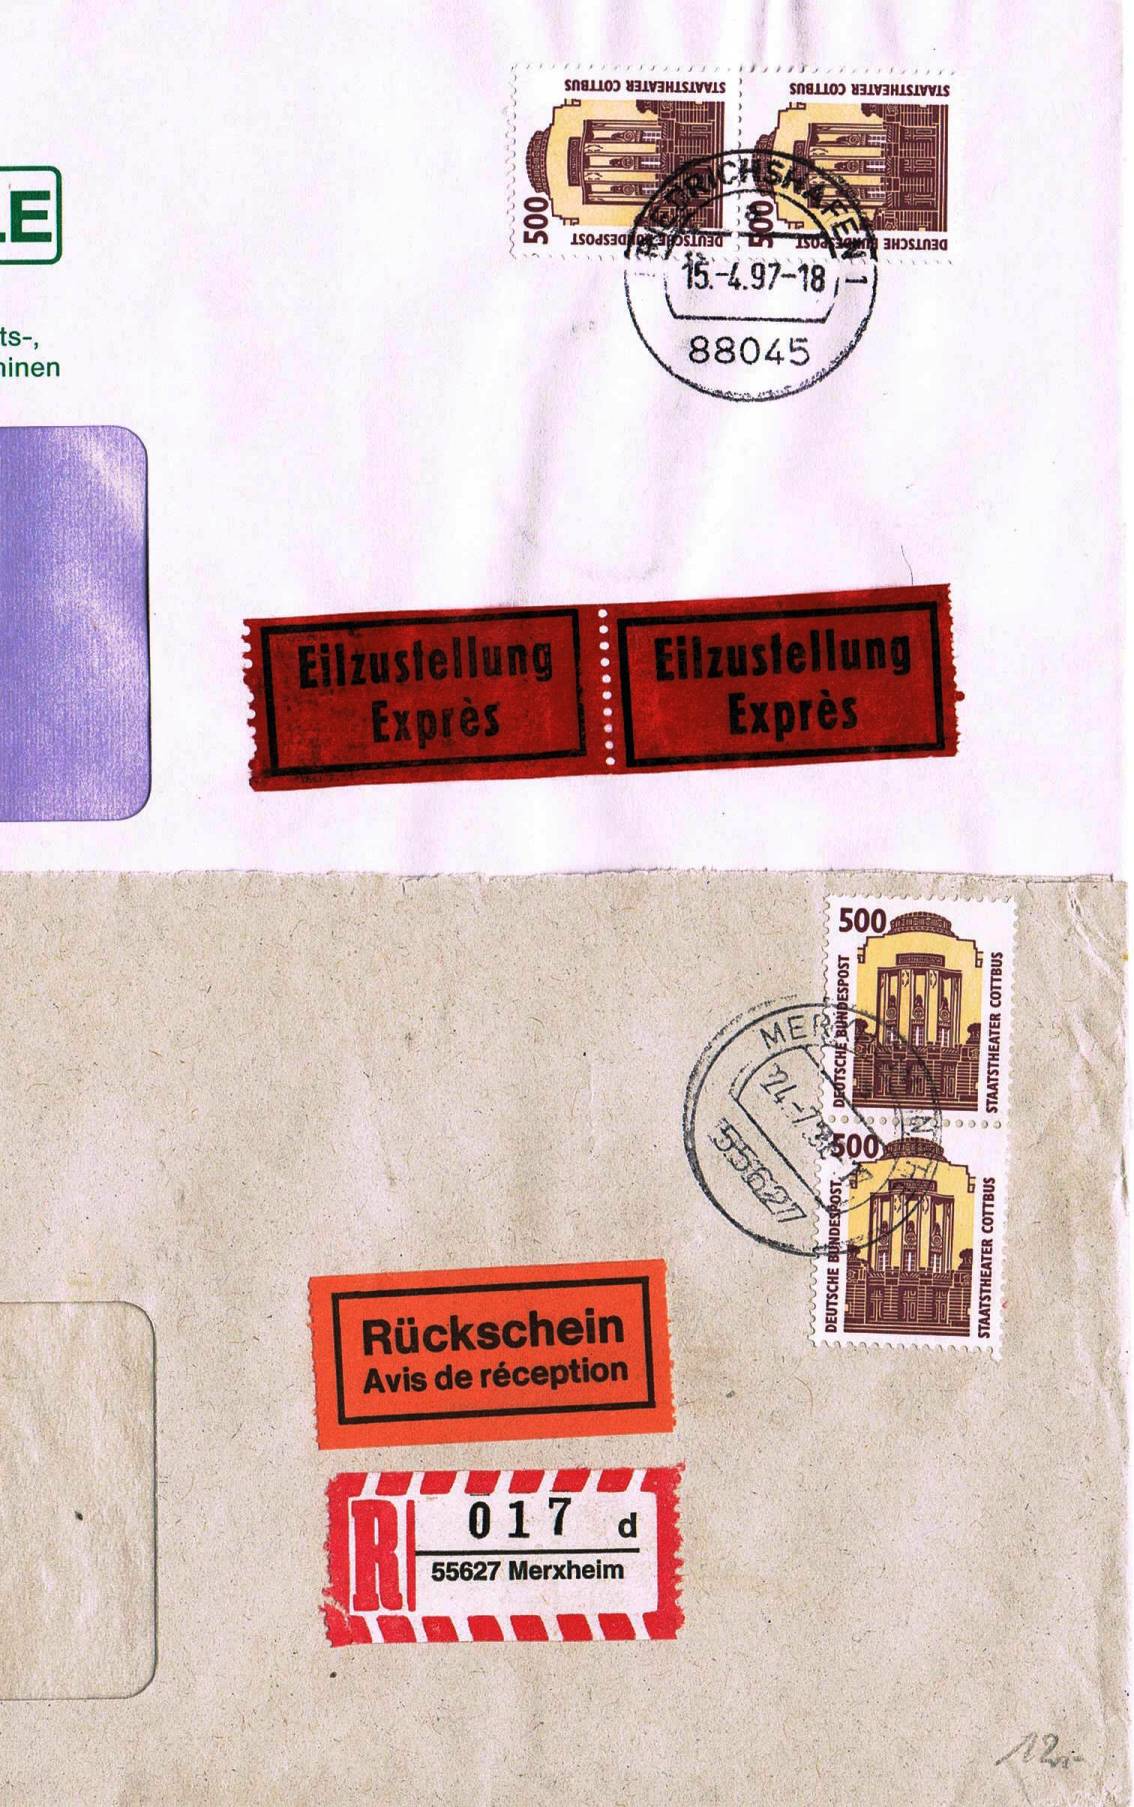 STAATSTHEATER COTTBUS
500
DEUTSCHE BUNDESPOST
STAATSTHEATER COTTBUS
500
DEUTSCHE BUNDESPOST
LE
FRIEDRICHSHAFEN 1
15.-4.97-18
88045
ts-,
hinen
Eilzustellung
Exprès
Eilzustellung
Exprès
500
DEUTSCHE BUNDESPOST
STAATSTHEATER COTTBUS
500
DEUTSCHE BUNDESPOST
STAATSTHEATER COTTBUS
55627
Rückschein
Avis de réception
R
017 d
55627 Merxheim
12,-